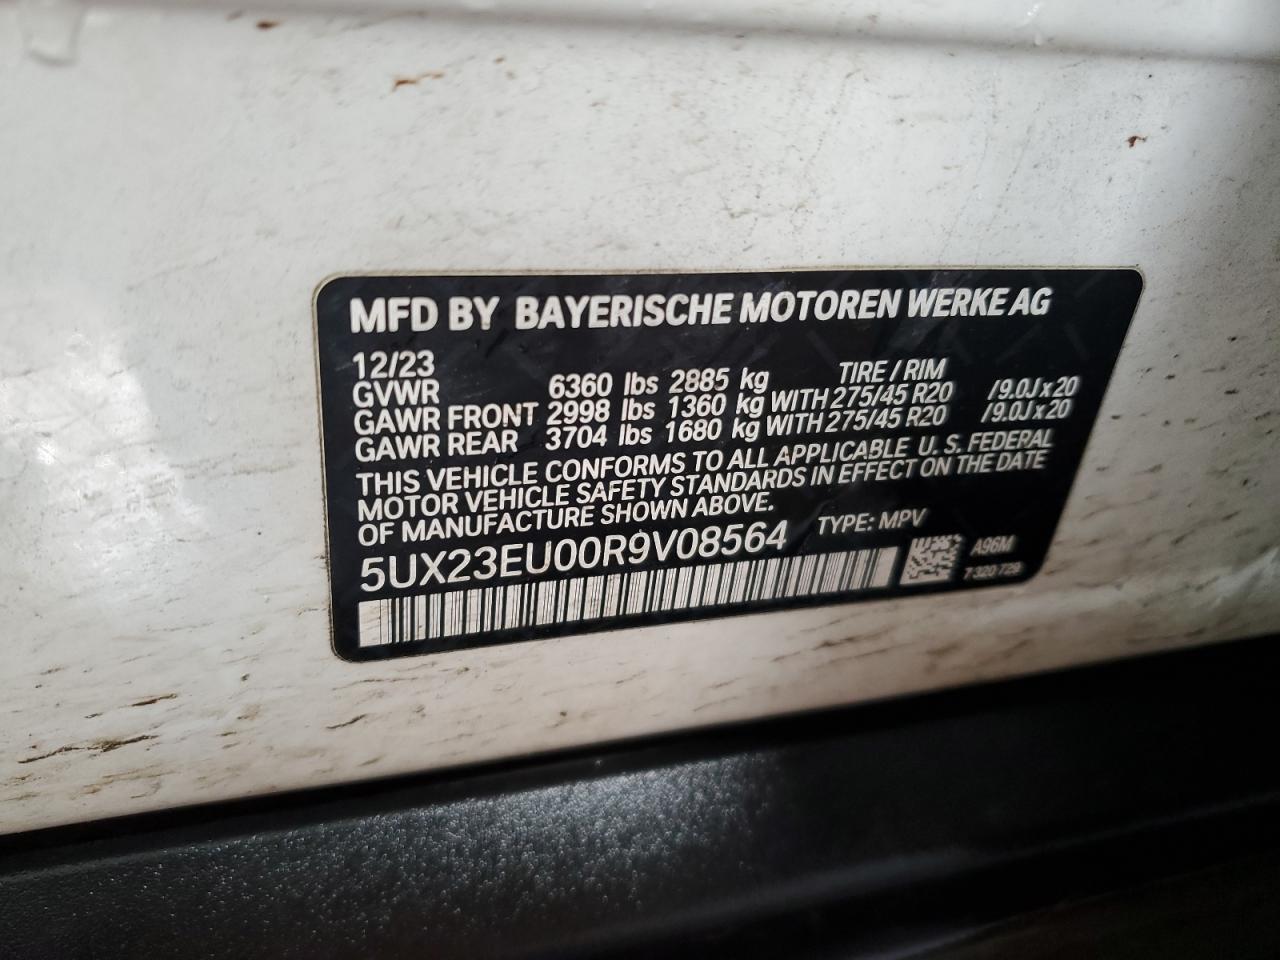 MFD BY BAYERISCHE MOTOREN WERKE AG
12/23 TIRE / RIM
GVWR 6360 lbs 2885 kg
GAWR FRONT 2998 lbs 1360 kg WITH 275/45 R20 /9.0J x 20
GAWR REAR 3704 lbs 1680 kg WITH 275/45 R20 /9.0J x 20
THIS VEHICLE CONFORMS TO ALL APPLICABLE U. S. FEDERAL
MOTOR VEHICLE SAFETY STANDARDS IN EFFECT ON THE DATE
OF MANUFACTURE SHOWN ABOVE.
5UX23EU00R9V08564 TYPE: MPV
A96M
7 320 729